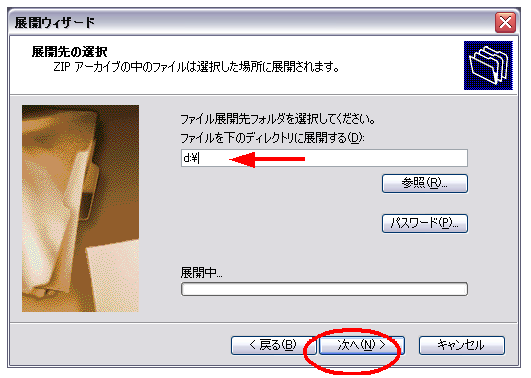 展開ウィザード
展開先の選択
ZIP アーカイブの中のファイルは選択した場所に展開されます。
ファイル展開先フォルダを選択してください。
ファイルを下のディレクトリに展開する(D):
d:¥
参照(R)...
パスワード(P)...
展開中...
< 戻る(B)
次へ(N) >
キャンセル